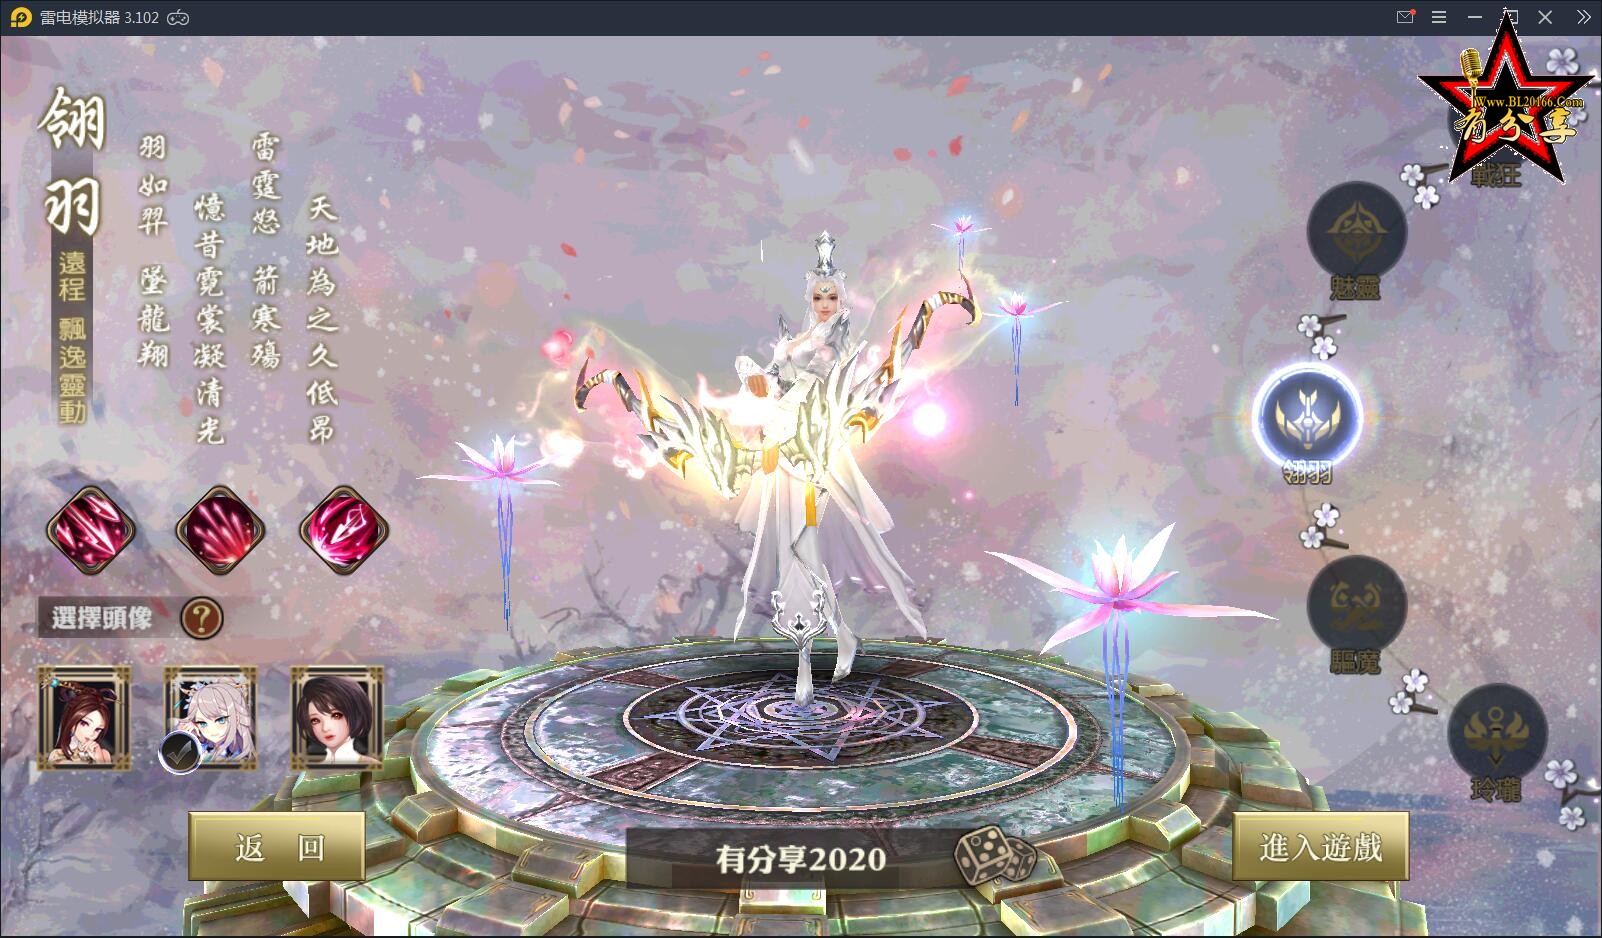 雷电模拟器 3.102
Www.BL20166.Com
有分享
翎羽
遠程 飄逸靈動
羽如羿 墜龍翔
憶昔霓裳凝清光
雷霆怒 箭寒殤
天地為之久低昂
戰狂
魅靈
翎羽
驅魔
玲瓏
選擇頭像
?
返 回
有分享2020
進入遊戲